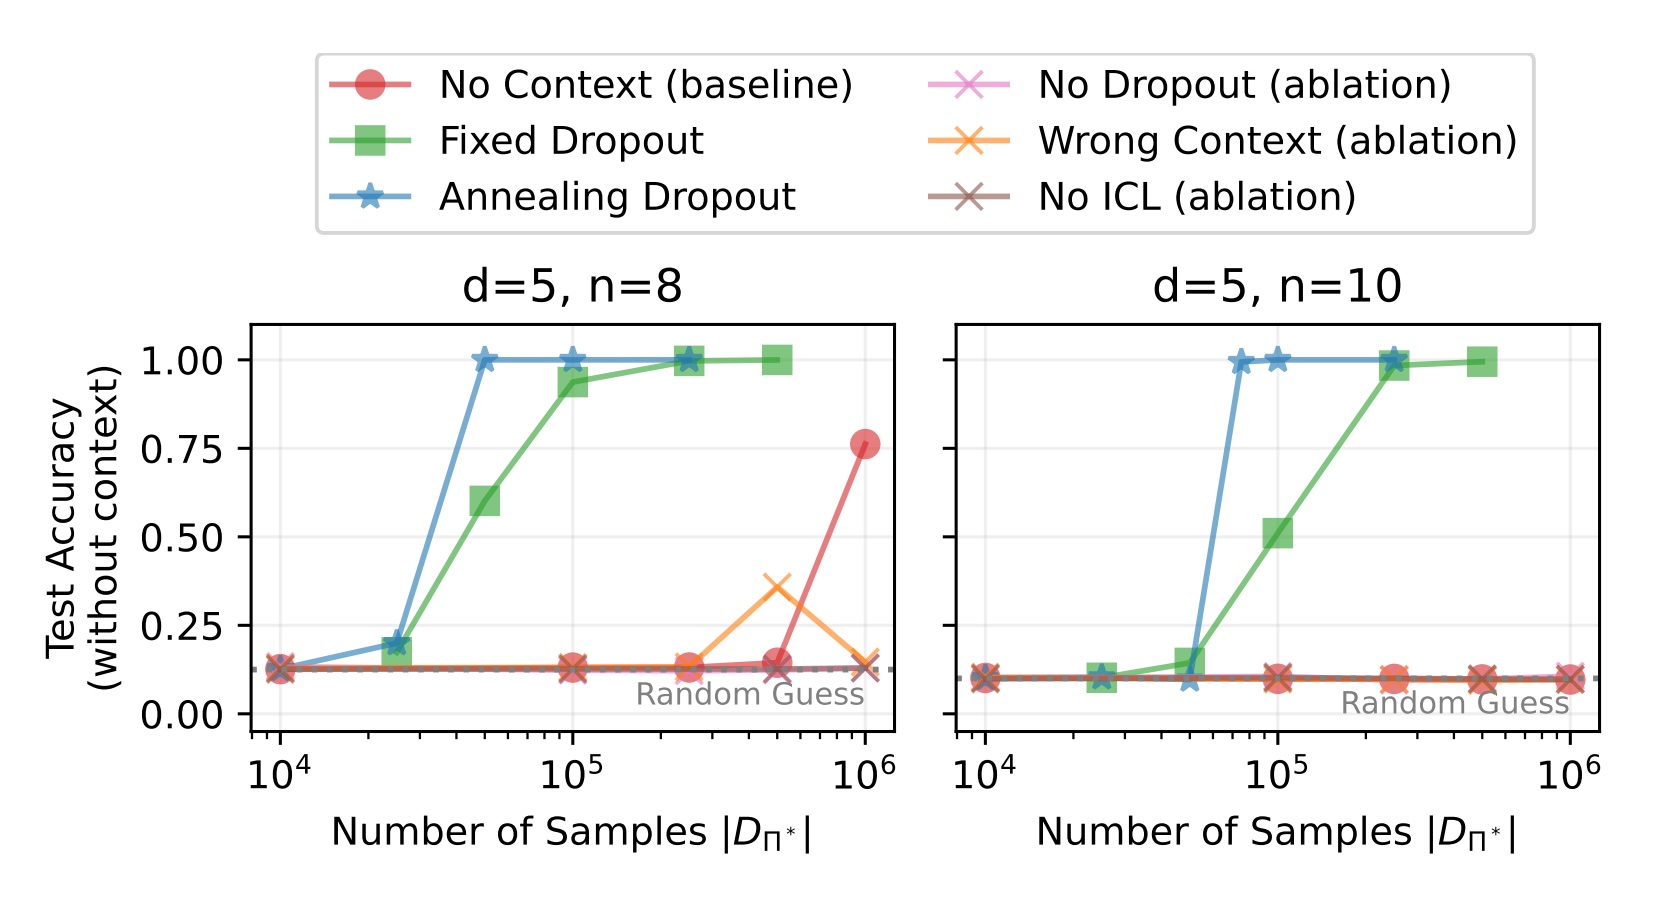 No Context (baseline)
Fixed Dropout
Annealing Dropout
No Dropout (ablation)
Wrong Context (ablation)
No ICL (ablation)
d=5, n=8
d=5, n=10
Test Accuracy
(without context)
1.00
0.75
0.50
0.25
0.00
Random Guess
Random Guess
10⁴
10⁵
10⁶
10⁴
10⁵
10⁶
Number of Samples |D_Π*|
Number of Samples |D_Π*|